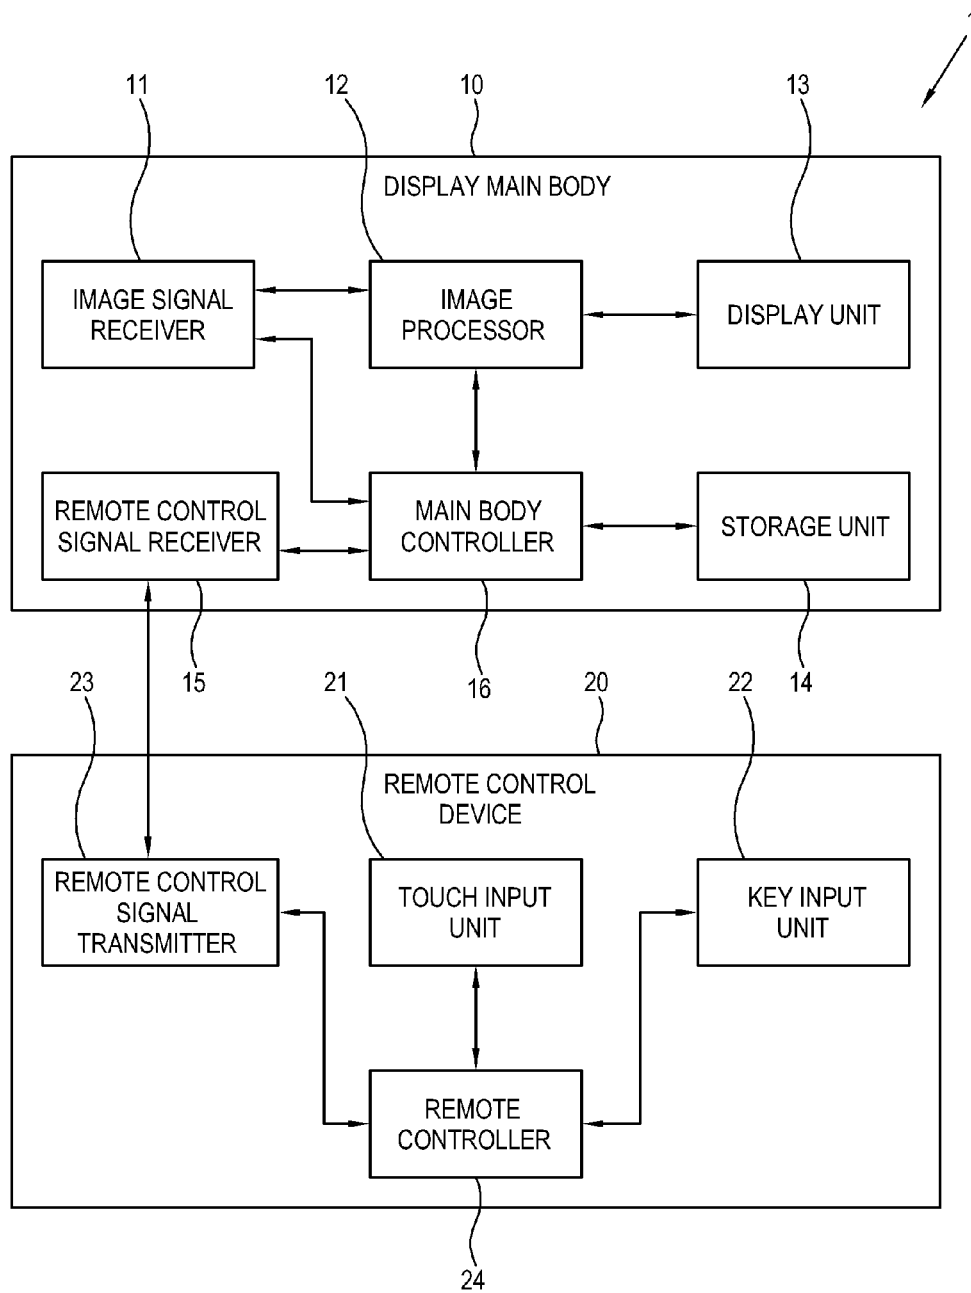 11
12
10
13
DISPLAY MAIN BODY
IMAGE SIGNAL
RECEIVER
IMAGE
PROCESSOR
DISPLAY UNIT
REMOTE CONTROL
SIGNAL RECEIVER
MAIN BODY
CONTROLLER
STORAGE UNIT
23
15
21
16
20
22
14
REMOTE CONTROL
DEVICE
REMOTE CONTROL
SIGNAL
TRANSMITTER
TOUCH INPUT
UNIT
KEY INPUT
UNIT
REMOTE
CONTROLLER
24